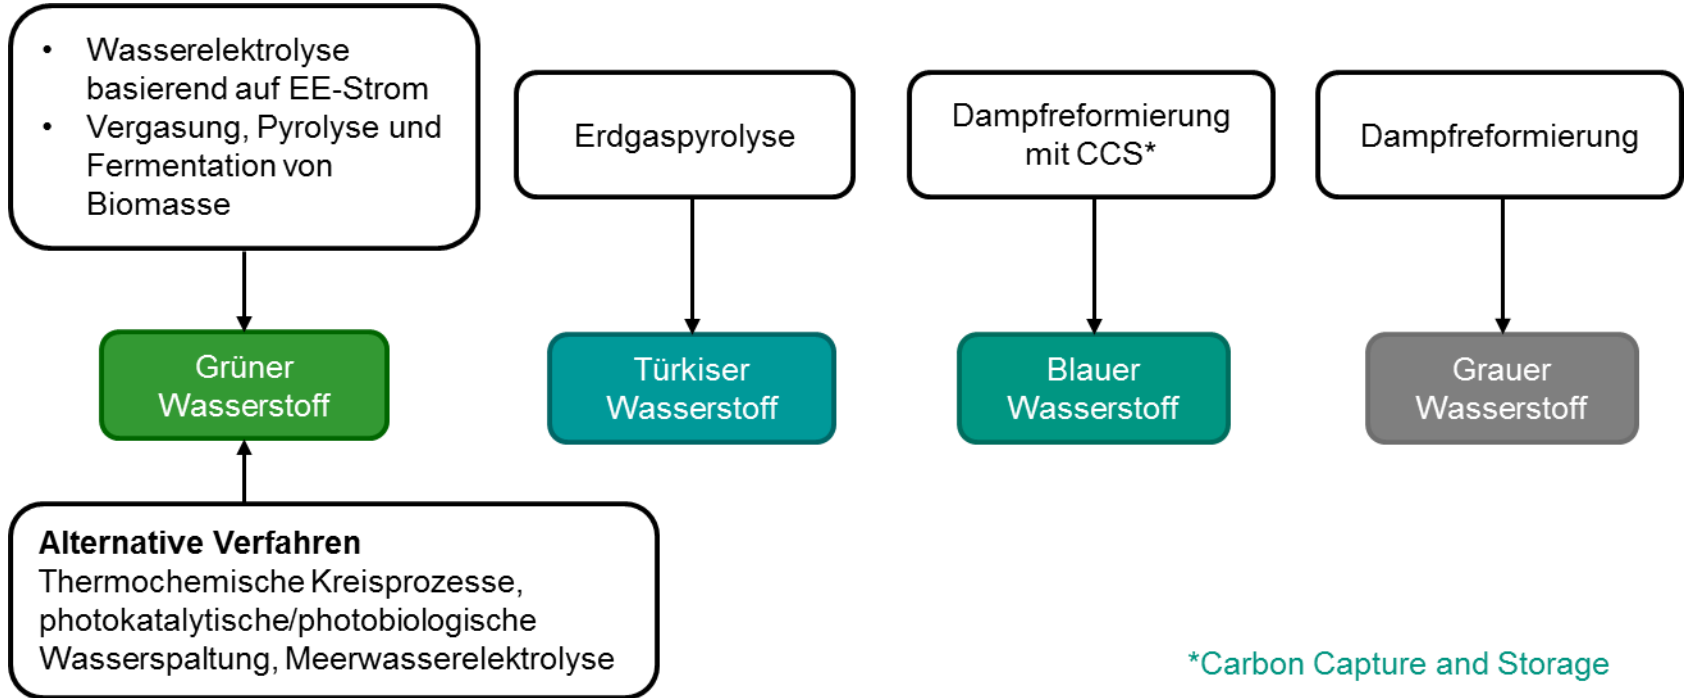 • Wasserelektrolyse
basierend auf EE-Strom
• Vergasung, Pyrolyse und
Fermentation von
Biomasse
Erdgaspyrolyse
Dampfreformierung
mit CCS*
Dampfreformierung
Grüner
Wasserstoff
Türkiser
Wasserstoff
Blauer
Wasserstoff
Grauer
Wasserstoff
Alternative Verfahren
Thermochemische Kreisprozesse,
photokatalytische/photobiologische
Wasserspaltung, Meerwasserelektrolyse
*Carbon Capture and Storage